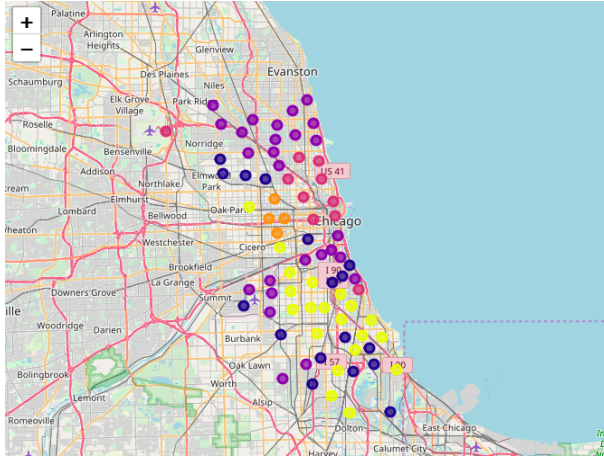 +
−
Palatine
Arlington
Heights
Glenview
Evanston
Schaumburg
Des Plaines
Niles
Elk Grove
Village
Park Rid
Roselle
Bensenville
Norridge
Bloomingdale
Addison
Northlake
Elmwood
Park
US 41
Elmhurst
Lombard
Bellwood
Oak Park
Chicago
Westchester
Cicero
Wheaton
Brookfield
La Grange
I 90
Downers Grove
Summit
ville
Woodridge
Darien
Burbank
Bolingbrook
Oak Lawn
I 57
I 90
Worth
Lemont
Alsip
Romeoville
Dolton
East Chicago
Harvey
Calumet City